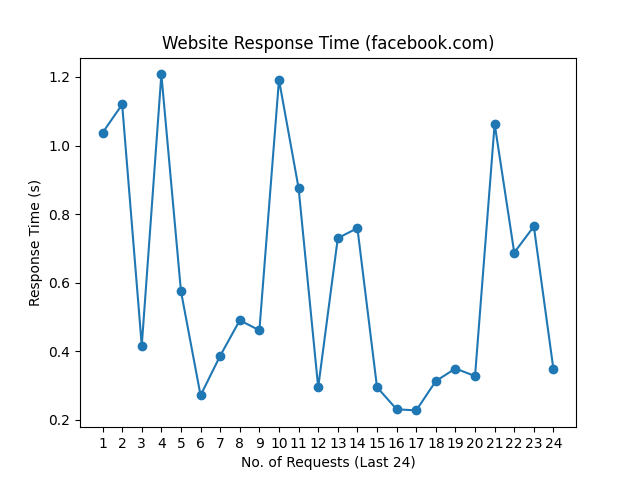 Website Response Time (facebook.com)
1.2
1.0
0.8
0.6
0.4
0.2
Response Time (s)
1 2 3 4 5 6 7 8 9 10 11 12 13 14 15 16 17 18 19 20 21 22 23 24
No. of Requests (Last 24)